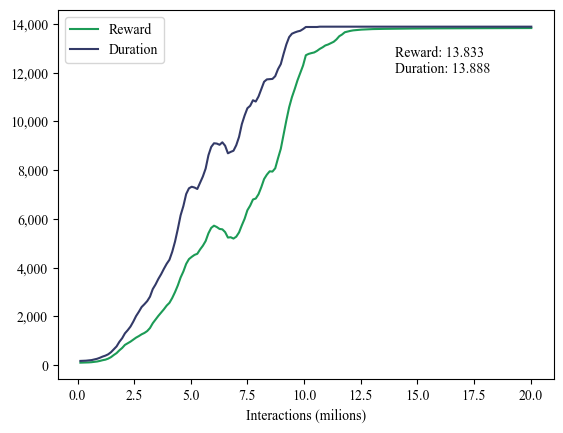 14,000
12,000
10,000
8,000
6,000
4,000
2,000
0
Reward
Duration
Reward: 13.833
Duration: 13.888
0.0 2.5 5.0 7.5 10.0 12.5 15.0 17.5 20.0
Interactions (milions)